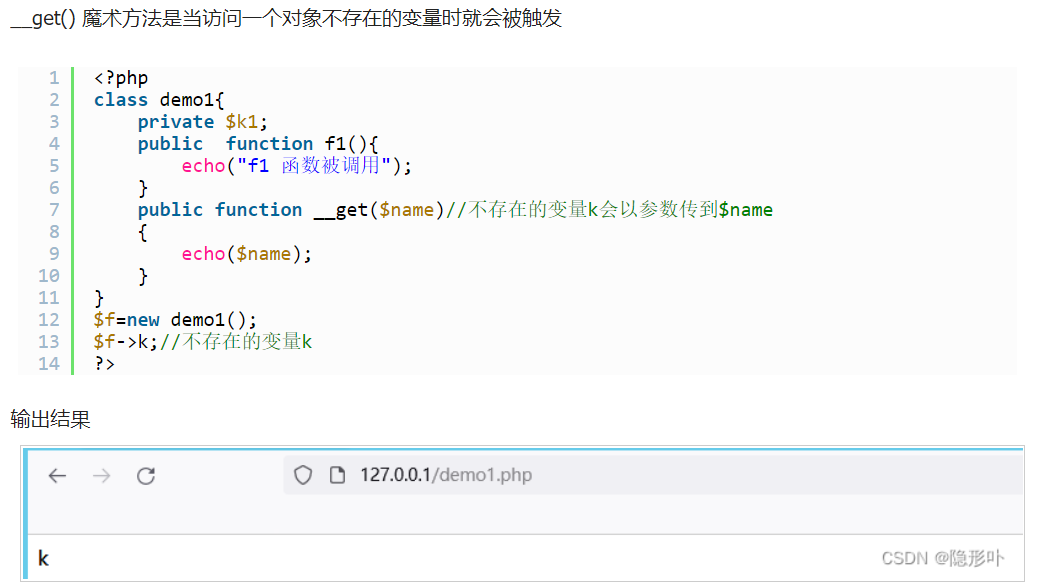 __get() 魔术方法是当访问一个对象不存在的变量时就会被触发
1 <?php
2 class demo1{
3     private $k1;
4     public  function f1(){
5         echo("f1 函数被调用");
6     }
7     public function __get($name)//不存在的变量k会以参数传到$name
8     {
9         echo($name);
10     }
11 }
12 $f=new demo1();
13 $f->k;//不存在的变量k
14 ?>
输出结果
127.0.0.1/demo1.php
k
CSDN @隐形卟